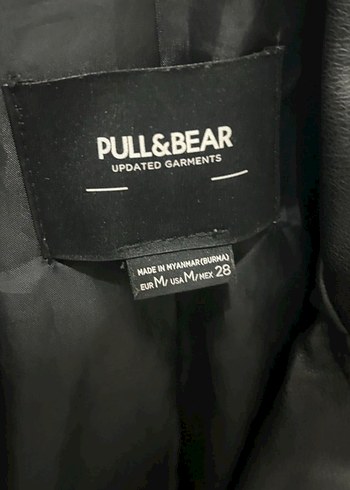 PULL&BEAR
UPDATED GARMENTS
MADE IN MYANMAR(BURMA)
EUR M/ USA M/ MEX 28